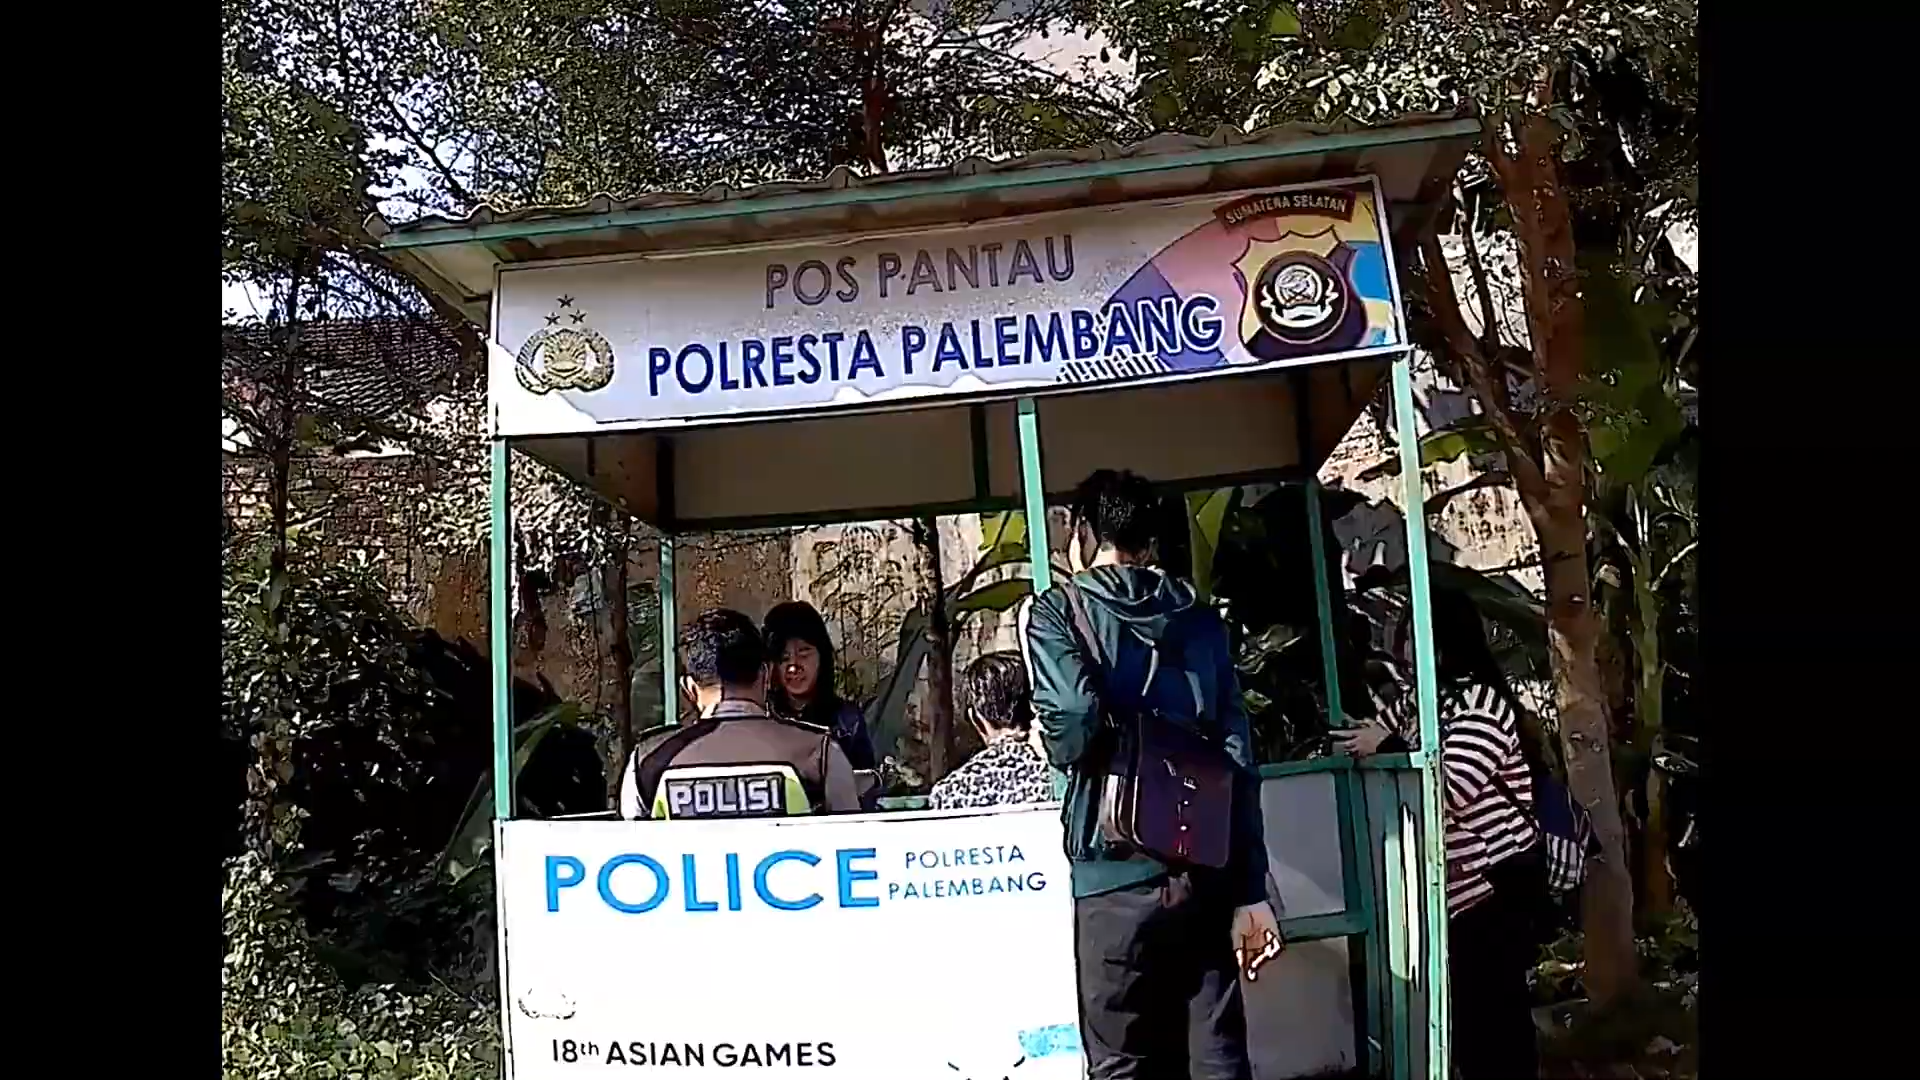 SUMATERA SELATAN
POS PANTAU
POLRESTA PALEMBANG
POLISI
POLICE
POLRESTA
PALEMBANG
18th ASIAN GAMES